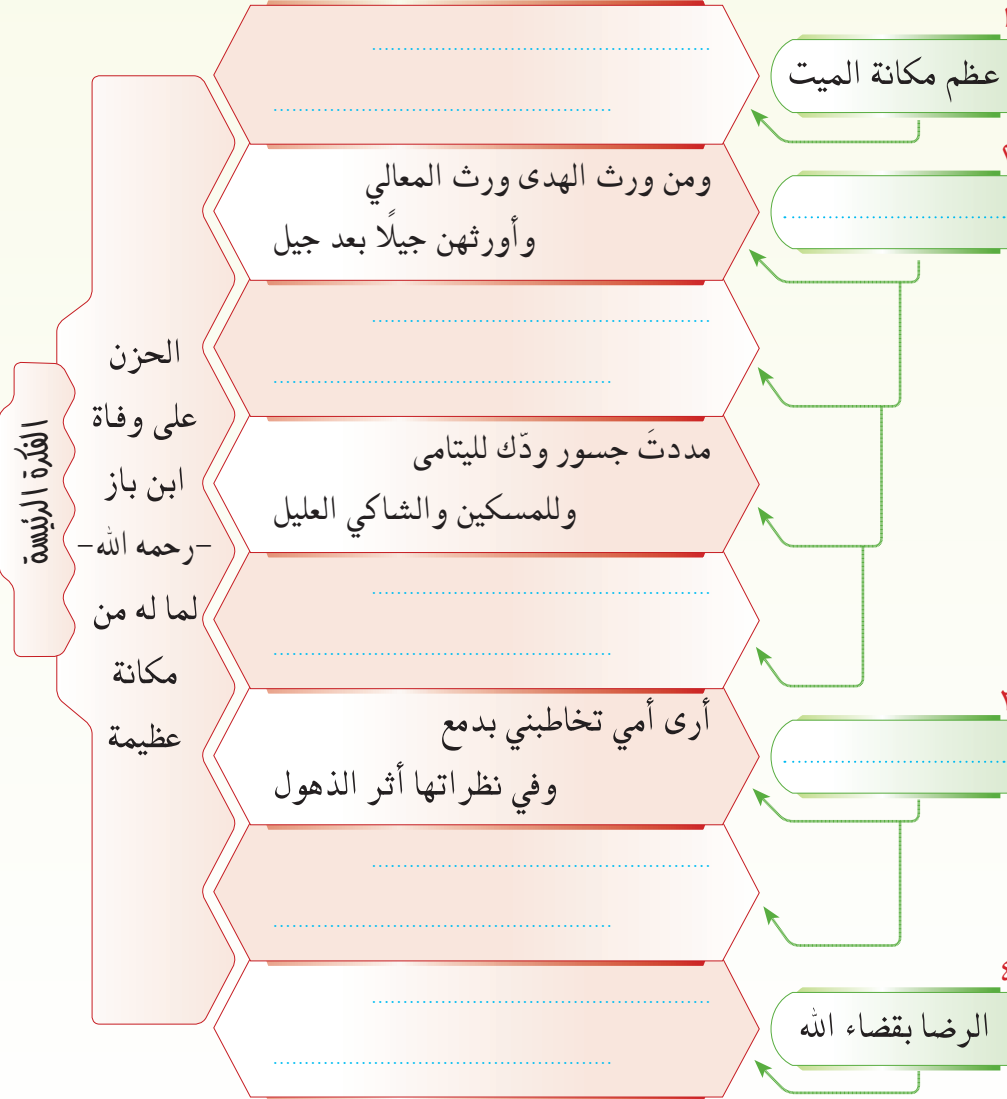 ١
عظم مكانة الميت
ومن ورث الهدى ورث المعالي
وأورثهن جيلًا بعد جيل
مددتَ جسور ودّك لليتامى
وللمسكين والشاكي العليل
أرى أمي تخاطبني بدمع
وفي نظراتها أثر الذهول
٤
الرضا بقضاء الله
الحزن
على وفاة
ابن باز
-رحمه الله-
لما له من
مكانة
عظيمة
الفكرة الرئيسة